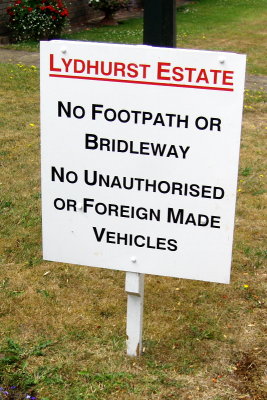 Lydhurst Estate
No Footpath or
Bridleway
No Unauthorised
or Foreign Made
Vehicles